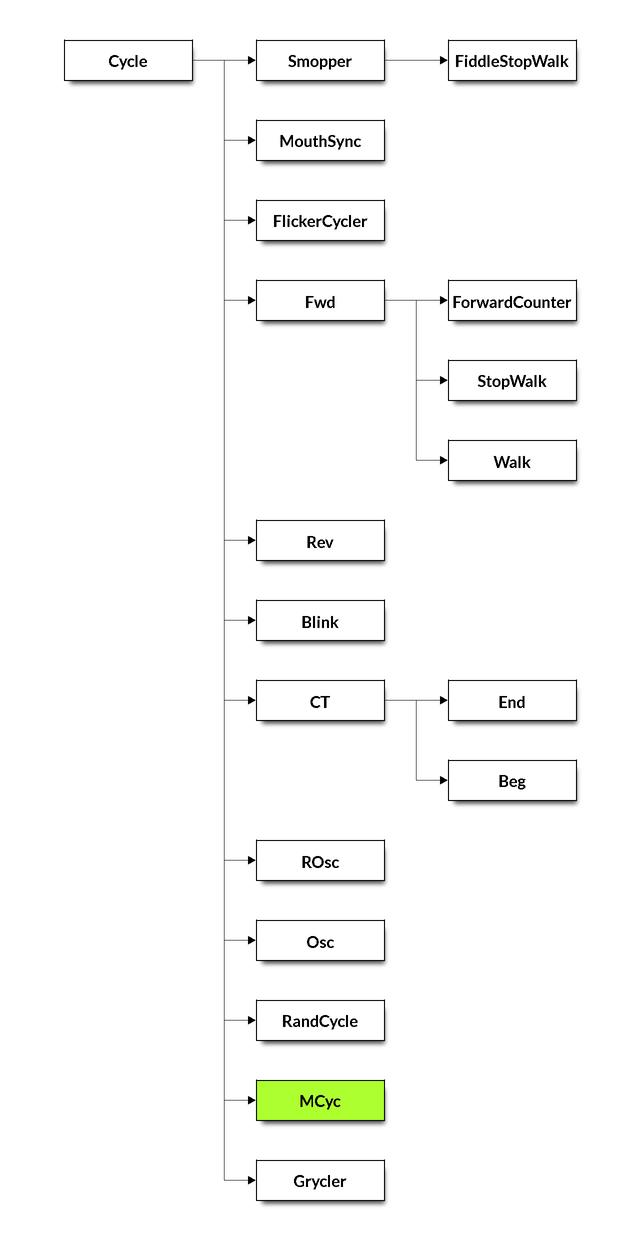 Cycle
Smopper
FiddleStopWalk
MouthSync
FlickerCycler
Fwd
ForwardCounter
StopWalk
Walk
Rev
Blink
CT
End
Beg
ROsc
Osc
RandCycle
MCyc
Grycler